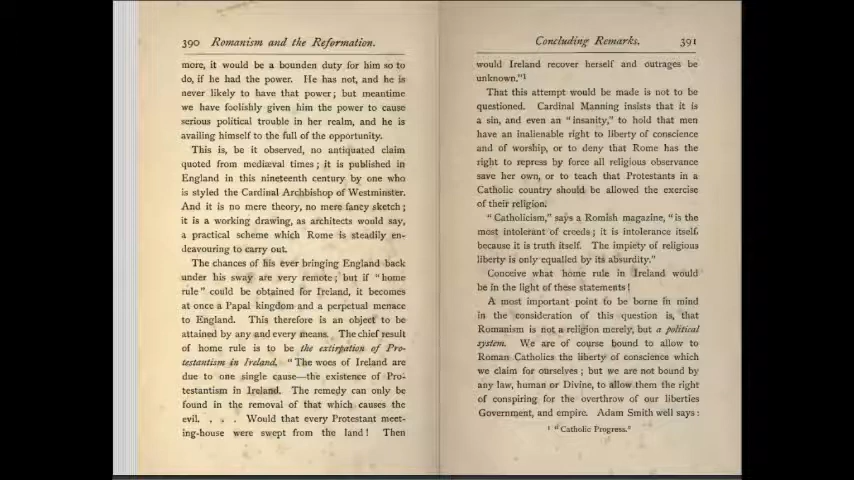 390 Romanism and the Reformation.
more, it would be a bounden duty for him so to
do, if he had the power. He has not, and he is
never likely to have that power; but meantime
we have foolishly given him the power to cause
serious political trouble in her realm, and he is
availing himself to the full of the opportunity.
This is, be it observed, no antiquated claim
quoted from mediæval times; it is published in
England in this nineteenth century by one who
is styled the Cardinal Archbishop of Westminster.
And it is no mere theory, no mere fancy sketch;
it is a working drawing, as architects would say,
a practical scheme which Rome is steadily en-
deavouring to carry out.
The chances of his ever bringing England back
under his sway are very remote; but if "home
rule" could be obtained for Ireland, it becomes
at once a Papal kingdom and a perpetual menace
to England. This therefore is an object to be
attained by any and every means. The chief result
of home rule is to be the extirpation of Pro-
testantism in Ireland. "The woes of Ireland are
due to one single cause—the existence of Pro-
testantism in Ireland. The remedy can only be
found in the removal of that which causes the
evil. . . . Would that every Protestant meet-
ing-house were swept from the land! Then
Concluding Remarks. 391
would Ireland recover herself and outrages be
unknown."1
That this attempt would be made is not to be
questioned. Cardinal Manning insists that it is
a sin, and even an "insanity," to hold that men
have an inalienable right to liberty of conscience
and of worship, or to deny that Rome has the
right to repress by force all religious observance
save her own, or to teach that Protestants in a
Catholic country should be allowed the exercise
of their religion.
"Catholicism," says a Romish magazine, "is the
most intolerant of creeds; it is intolerance itself,
because it is truth itself. The impiety of religious
liberty is only equalled by its absurdity."
Conceive what home rule in Ireland would
be in the light of these statements!
A most important point to be borne in mind
in the consideration of this question is, that
Romanism is not a religion merely, but a political
system. We are of course bound to allow to
Roman Catholics the liberty of conscience which
we claim for ourselves; but we are not bound by
any law, human or Divine, to allow them the right
of conspiring for the overthrow of our liberties
Government, and empire. Adam Smith well says:
1 "Catholic Progress."